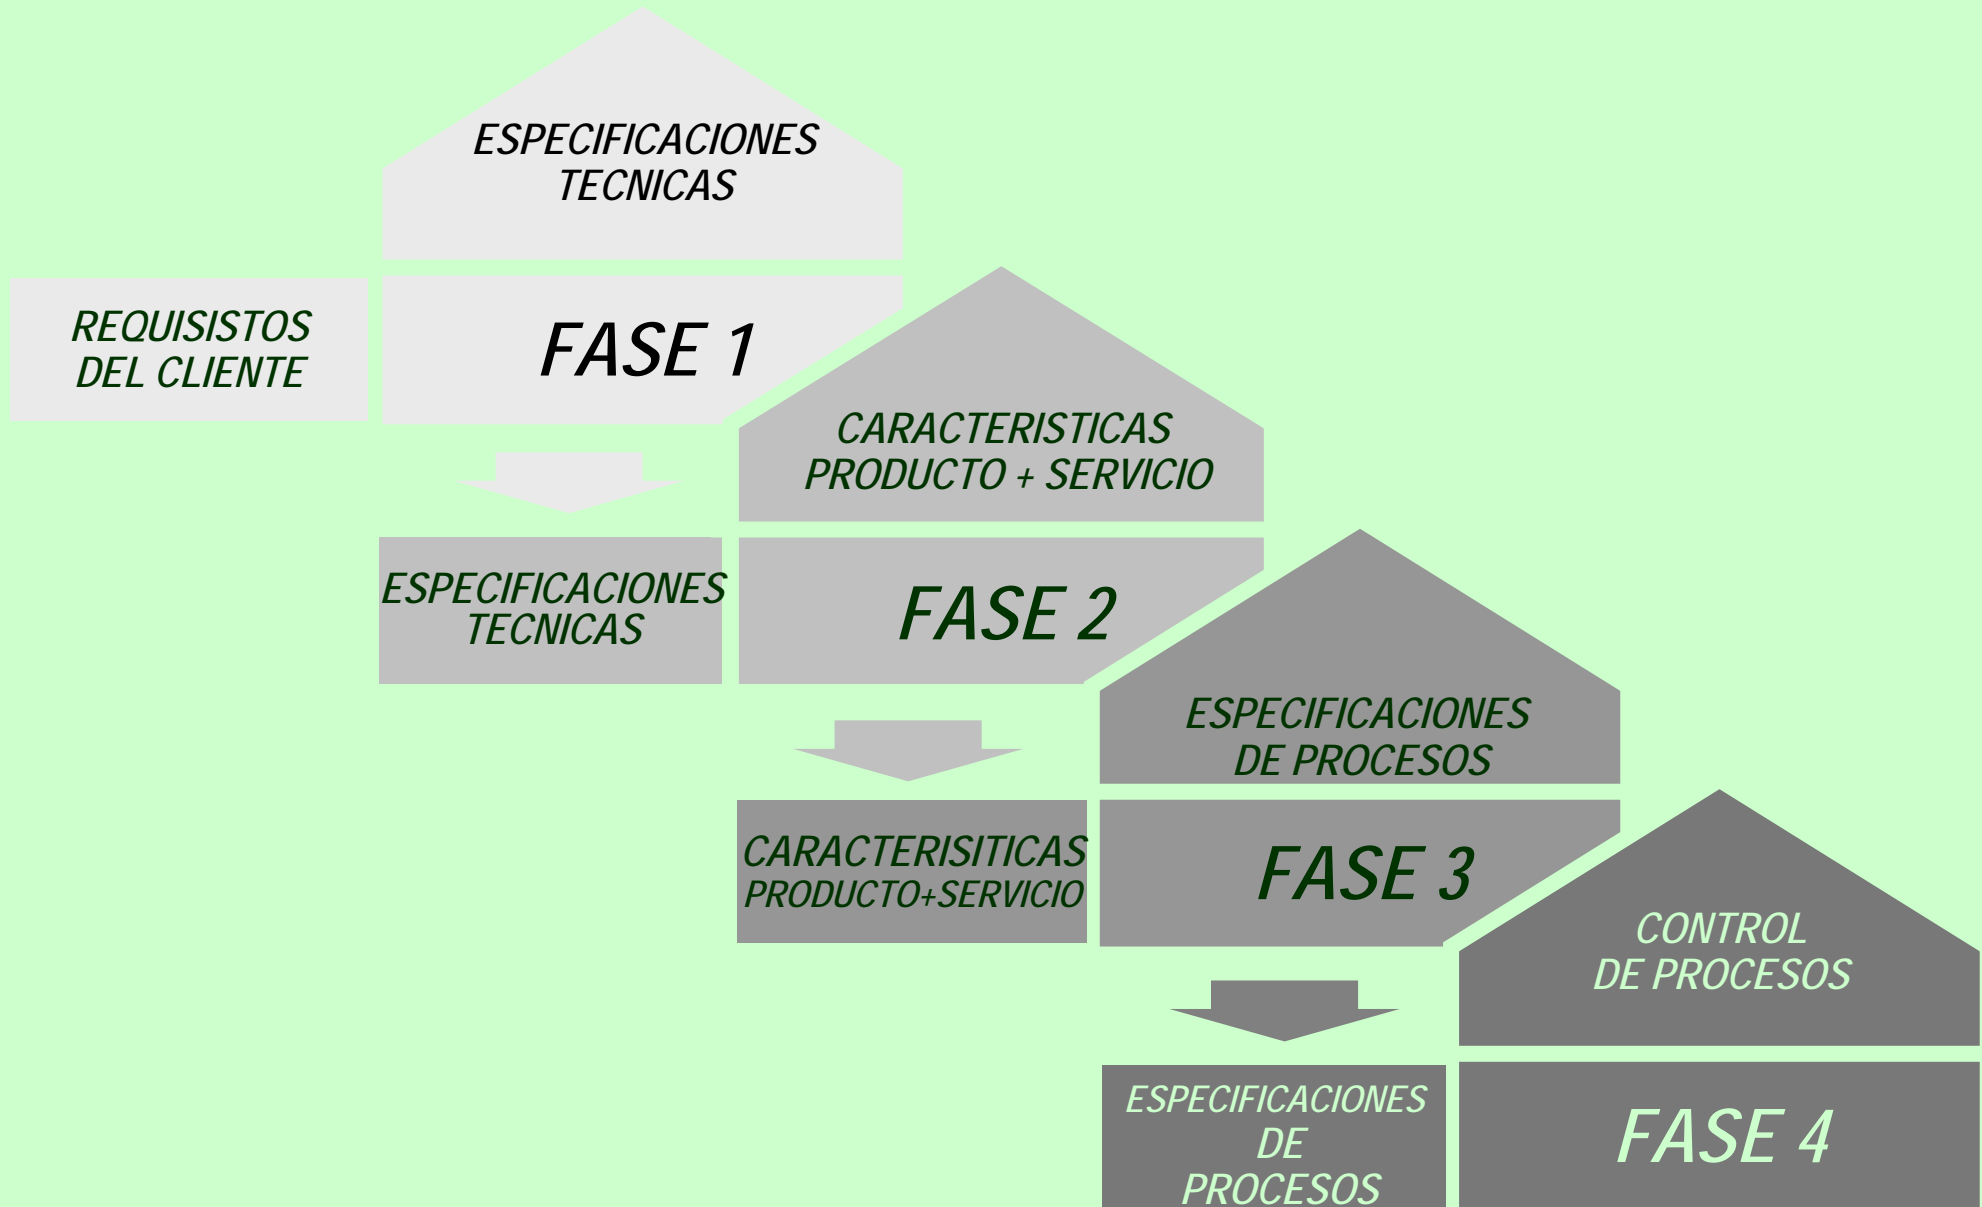 ESPECIFICACIONES
TECNICAS
REQUISISTOS
DEL CLIENTE
FASE 1
CARACTERISTICAS
PRODUCTO + SERVICIO
ESPECIFICACIONES
TECNICAS
FASE 2
ESPECIFICACIONES
DE PROCESOS
CARACTERISITICAS
PRODUCTO+SERVICIO
FASE 3
CONTROL
DE PROCESOS
ESPECIFICACIONES
DE
PROCESOS
FASE 4